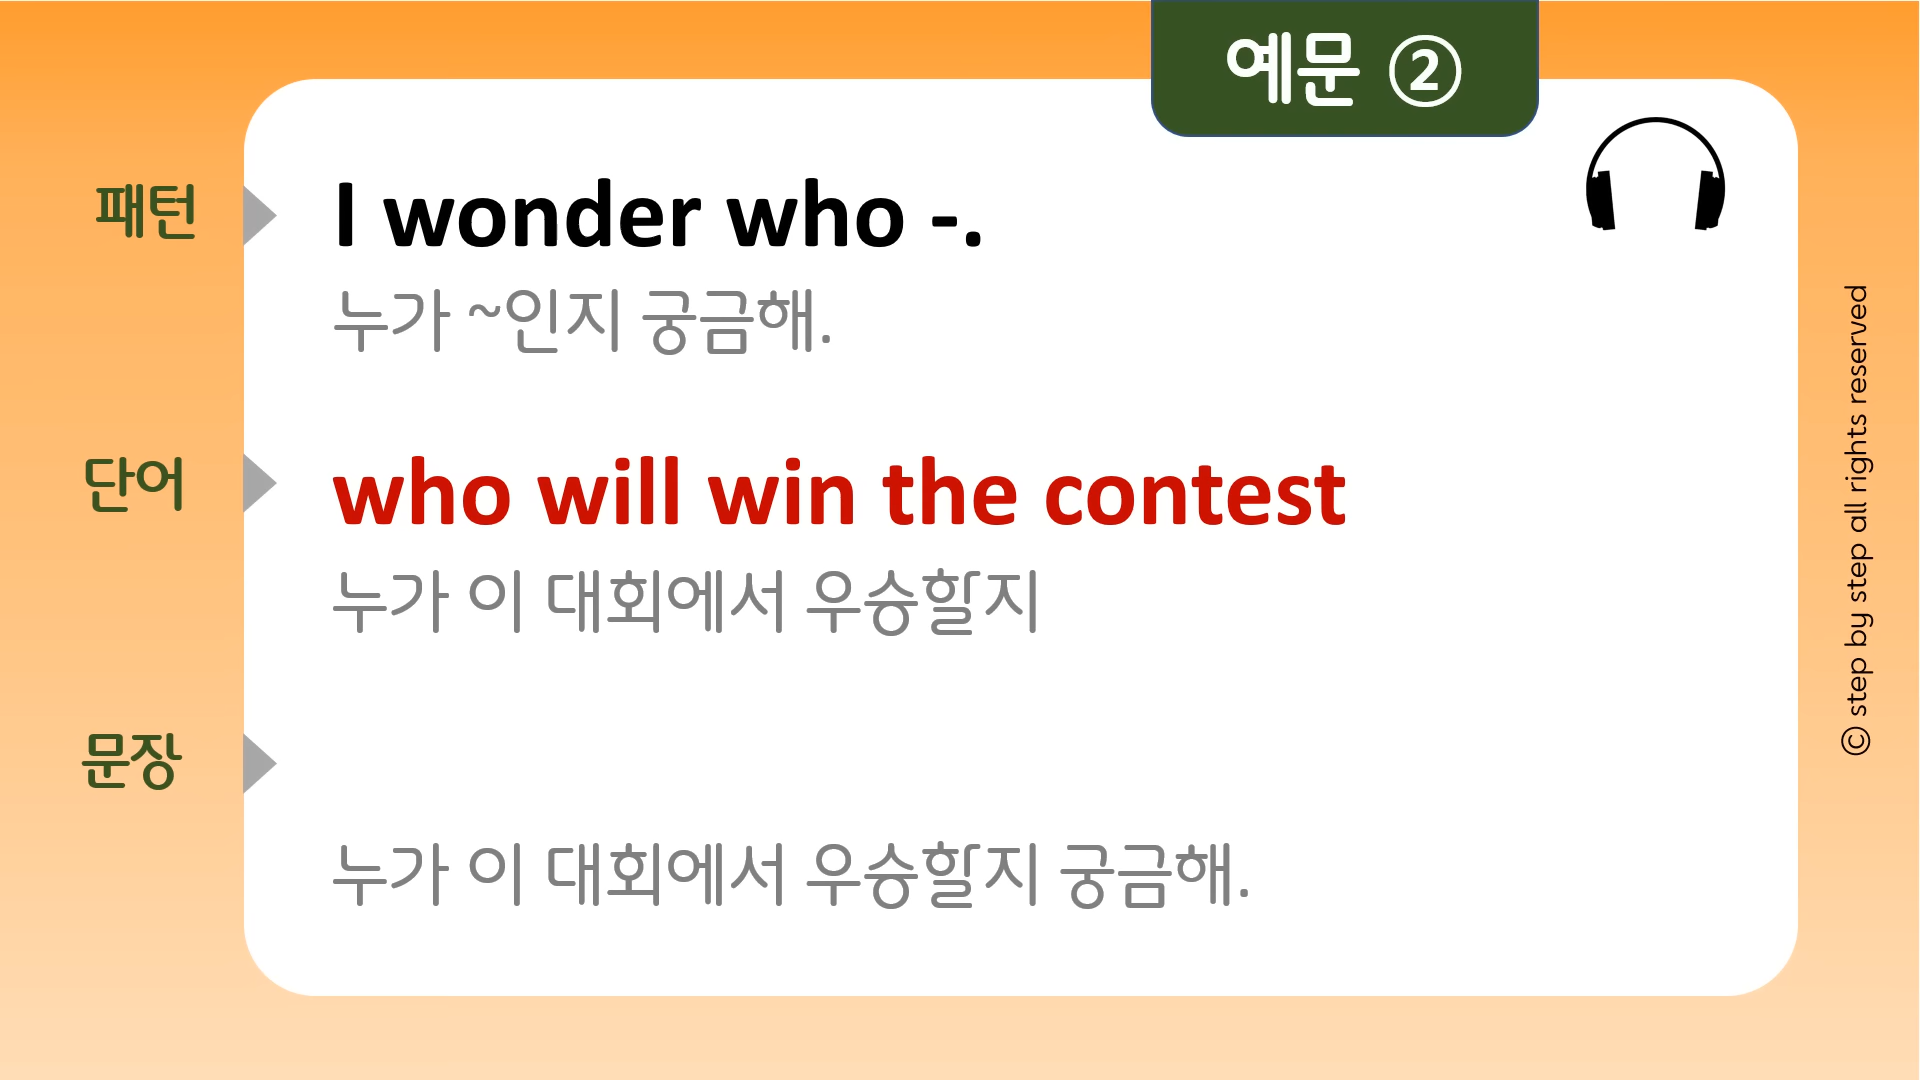 예문 ②
패턴
I wonder who -.
누가 ~인지 궁금해.
단어
who will win the contest
누가 이 대회에서 우승할지
문장
누가 이 대회에서 우승할지 궁금해.
© step by step all rights reserved